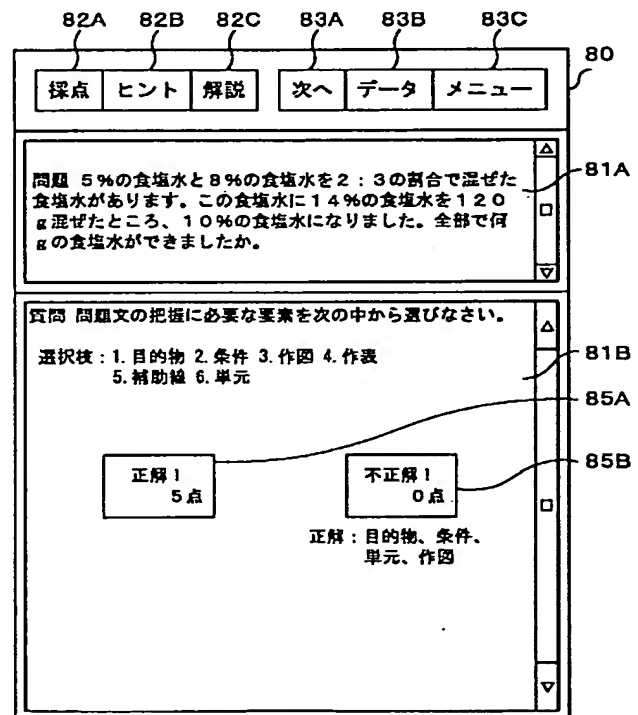 82A 82B 82C 83A 83B 83C
80
採点 ヒント 解説 次へ データ メニュー
81A
問題 5%の食塩水と8%の食塩水を2:3の割合で混ぜた
食塩水があります。この食塩水に14%の食塩水を120
g混ぜたところ、10%の食塩水になりました。全部で何
gの食塩水ができましたか。
質問 問題文の把握に必要な要素を次の中から選びなさい。
選択枝:1. 目的物 2. 条件 3. 作図 4. 作表
5. 補助線 6. 単元
81B
85A
85B
正解1
5点
不正解1
0点
正解:目的物、条件、
単元、作図